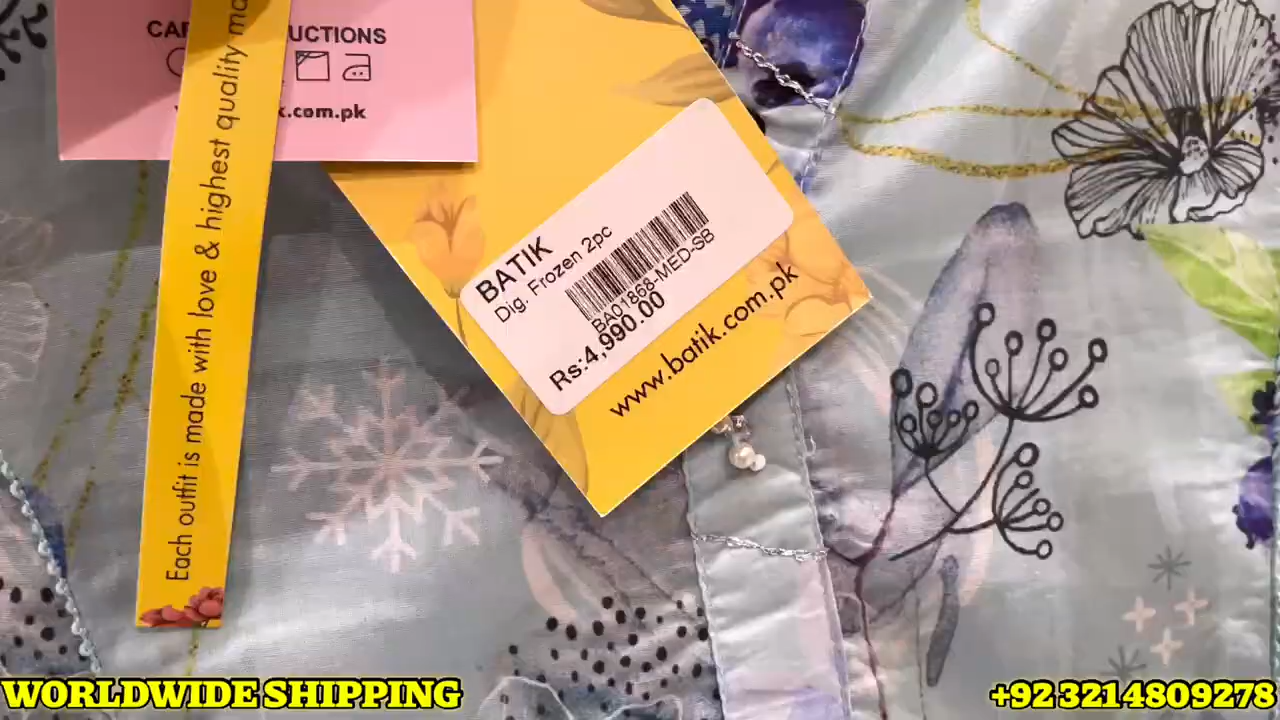 CAR
UCTIONS
k.com.pk
Each outfit is made with love & highest quality ma
BATIK
Dig. Frozen 2pc
BA01868-MED-SB
Rs:4,990.00
www.batik.com.pk
WORLDWIDE SHIPPING
+92 3214809278